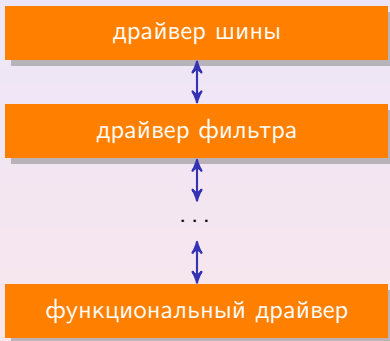 драйвер шины
драйвер фильтра
...
функциональный драйвер